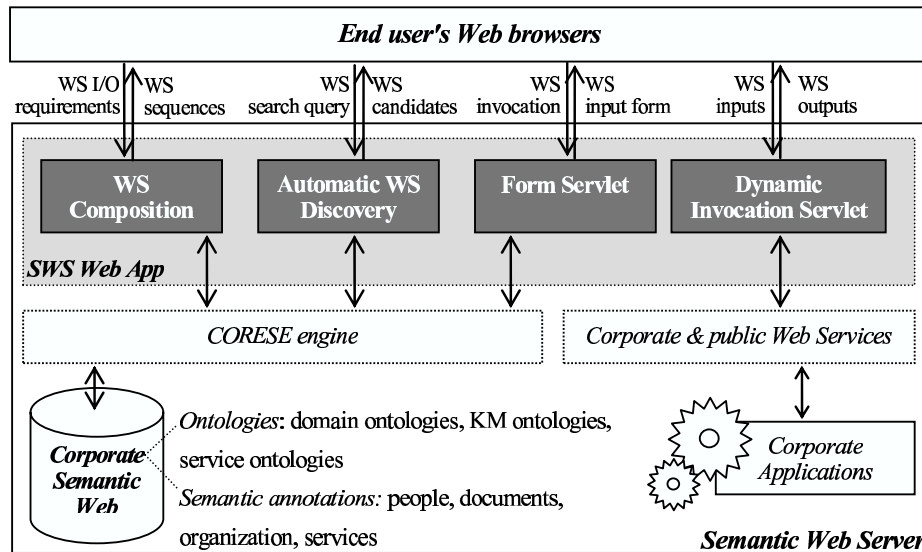 End user's Web browsers
WS I/O
requirements
WS
sequences
WS
search query
WS
candidates
WS
invocation
WS
input form
WS
inputs
WS
outputs
WS
Composition
Automatic WS
Discovery
Form Servlet
Dynamic
Invocation Servlet
SWS Web App
CORESE engine
Corporate & public Web Services
Corporate
Semantic
Web
Ontologies: domain ontologies, KM ontologies,
service ontologies
Semantic annotations: people, documents,
organization, services
Corporate
Applications
Semantic Web Server